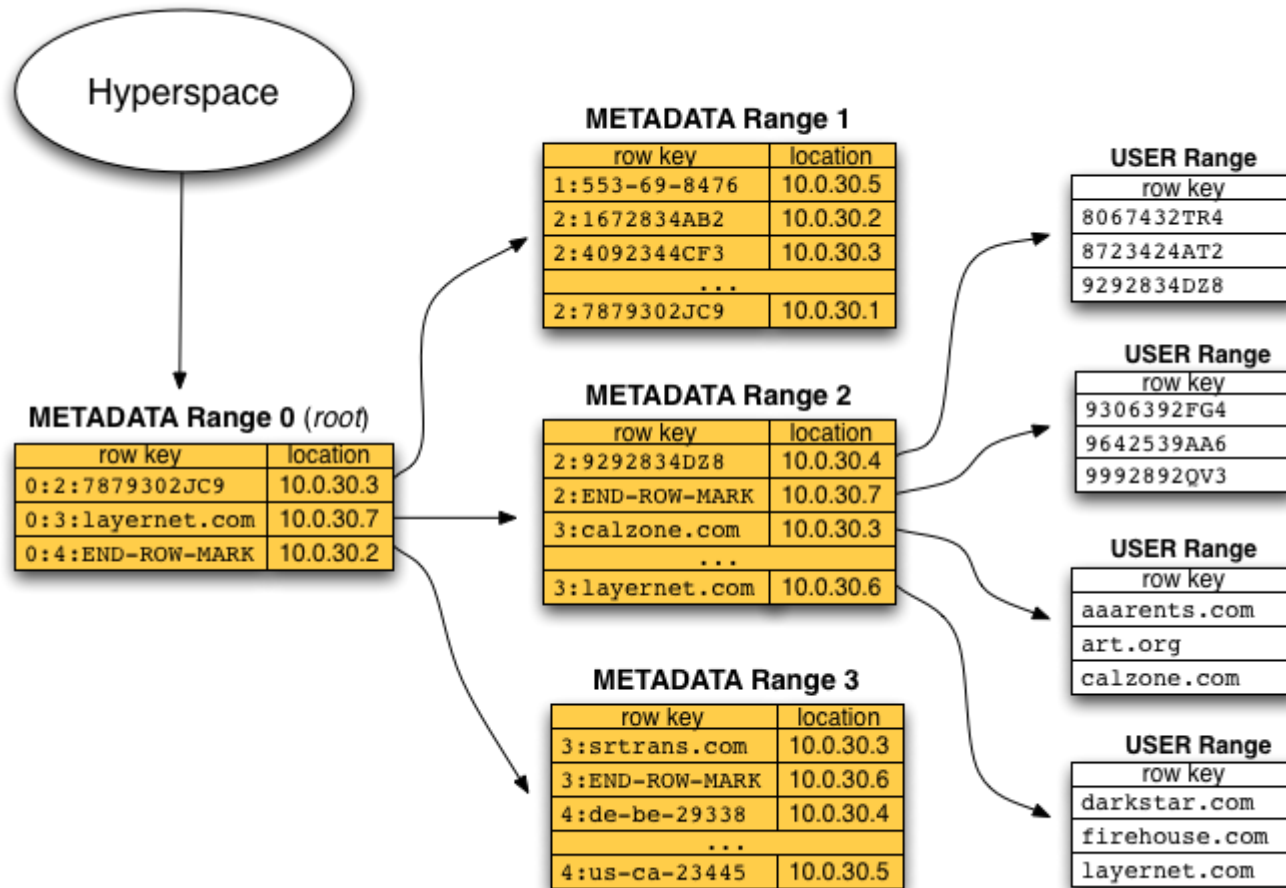 Hyperspace
METADATA Range 0 (root)
row key location
0:2:7879302JC9 10.0.30.3
0:3:layernet.com 10.0.30.7
0:4:END-ROW-MARK 10.0.30.2
METADATA Range 1
row key location
1:553-69-8476 10.0.30.5
2:1672834AB2 10.0.30.2
2:4092344CF3 10.0.30.3
...
2:7879302JC9 10.0.30.1
METADATA Range 2
row key location
2:9292834DZ8 10.0.30.4
2:END-ROW-MARK 10.0.30.7
3:calzone.com 10.0.30.3
...
3:layernet.com 10.0.30.6
METADATA Range 3
row key location
3:srtrans.com 10.0.30.3
3:END-ROW-MARK 10.0.30.6
4:de-be-29338 10.0.30.4
...
4:us-ca-23445 10.0.30.5
USER Range
row key
8067432TR4
8723424AT2
9292834DZ8
USER Range
row key
9306392FG4
9642539AA6
9992892QV3
USER Range
row key
aaarents.com
art.org
calzone.com
USER Range
row key
darkstar.com
firehouse.com
layernet.com